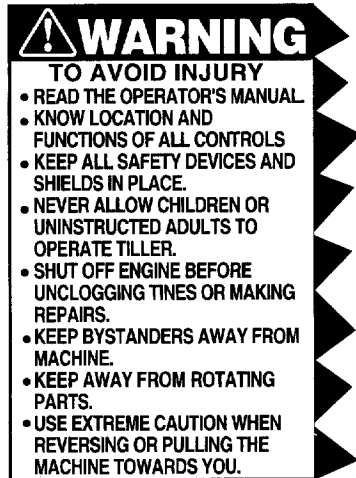 WARNING
TO AVOID INJURY
• READ THE OPERATOR'S MANUAL
• KNOW LOCATION AND
FUNCTIONS OF ALL CONTROLS
• KEEP ALL SAFETY DEVICES AND
SHIELDS IN PLACE.
• NEVER ALLOW CHILDREN OR
UNINSTRUCTED ADULTS TO
OPERATE TILLER.
• SHUT OFF ENGINE BEFORE
UNCLOGGING TINES OR MAKING
REPAIRS.
• KEEP BYSTANDERS AWAY FROM
MACHINE.
• KEEP AWAY FROM ROTATING
PARTS.
• USE EXTREME CAUTION WHEN
REVERSING OR PULLING THE
MACHINE TOWARDS YOU.